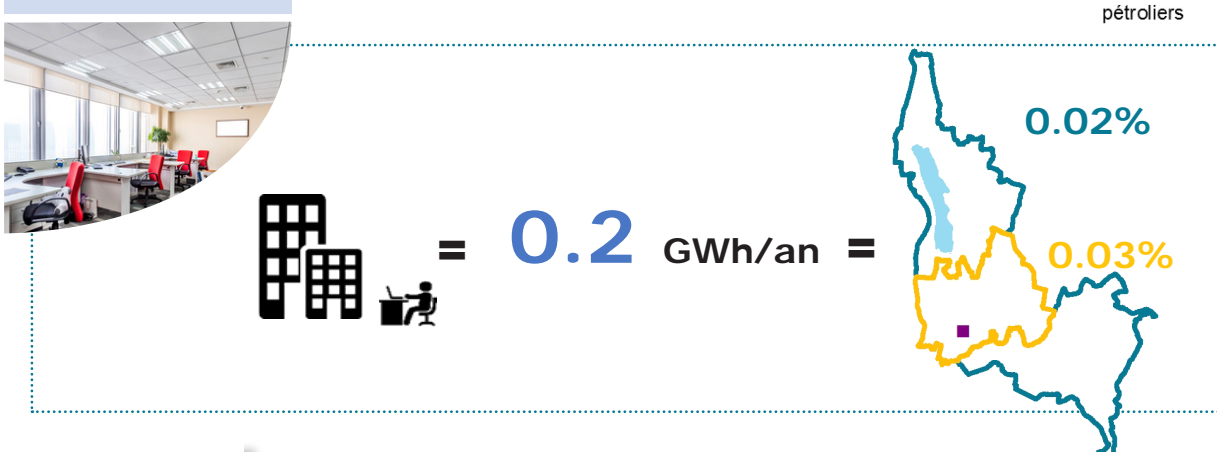 pétroliers
0.02%
= 0.2 GWh/an =
0.03%